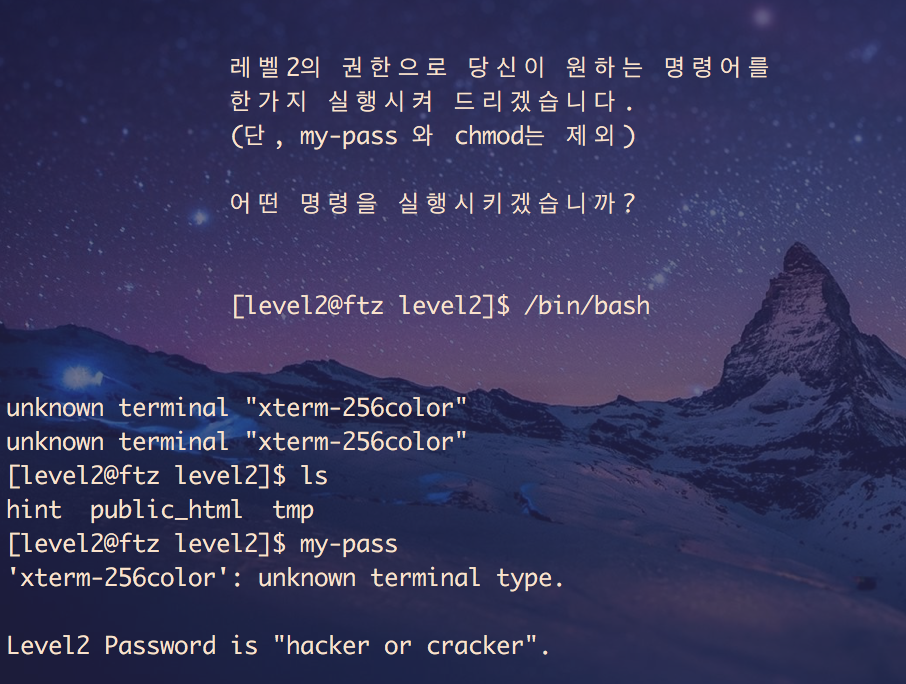 레벨2의 권한으로 당신이 원하는 명령어를
한가지 실행시켜 드리겠습니다.
(단, my-pass 와 chmod는 제외)
어떤 명령을 실행시키겠습니까?
[level2@ftz level2]$ /bin/bash
unknown terminal "xterm-256color"
unknown terminal "xterm-256color"
[level2@ftz level2]$ ls
hint  public_html  tmp
[level2@ftz level2]$ my-pass
'xterm-256color': unknown terminal type.
Level2 Password is "hacker or cracker".